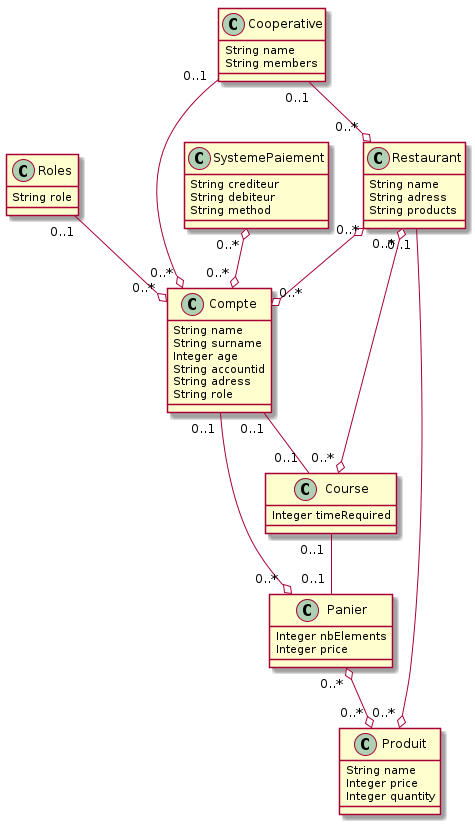 C Cooperative
String name
String members
0..1
0..1
0..*
C Roles
String role
0..1
C SystemePaiement
String crediteur
String debiteur
String method
0..*
C Restaurant
String name
String adress
String products
0..*
0..*
0..1
0..*
0..*
0..*
0..*
C Compte
String name
String surname
Integer age
String accountid
String adress
String role
0..1
0..1
0..1
0..*
C Course
Integer timeRequired
0..1
0..*
0..1
C Panier
Integer nbElements
Integer price
0..*
0..*
0..*
C Produit
String name
Integer price
Integer quantity